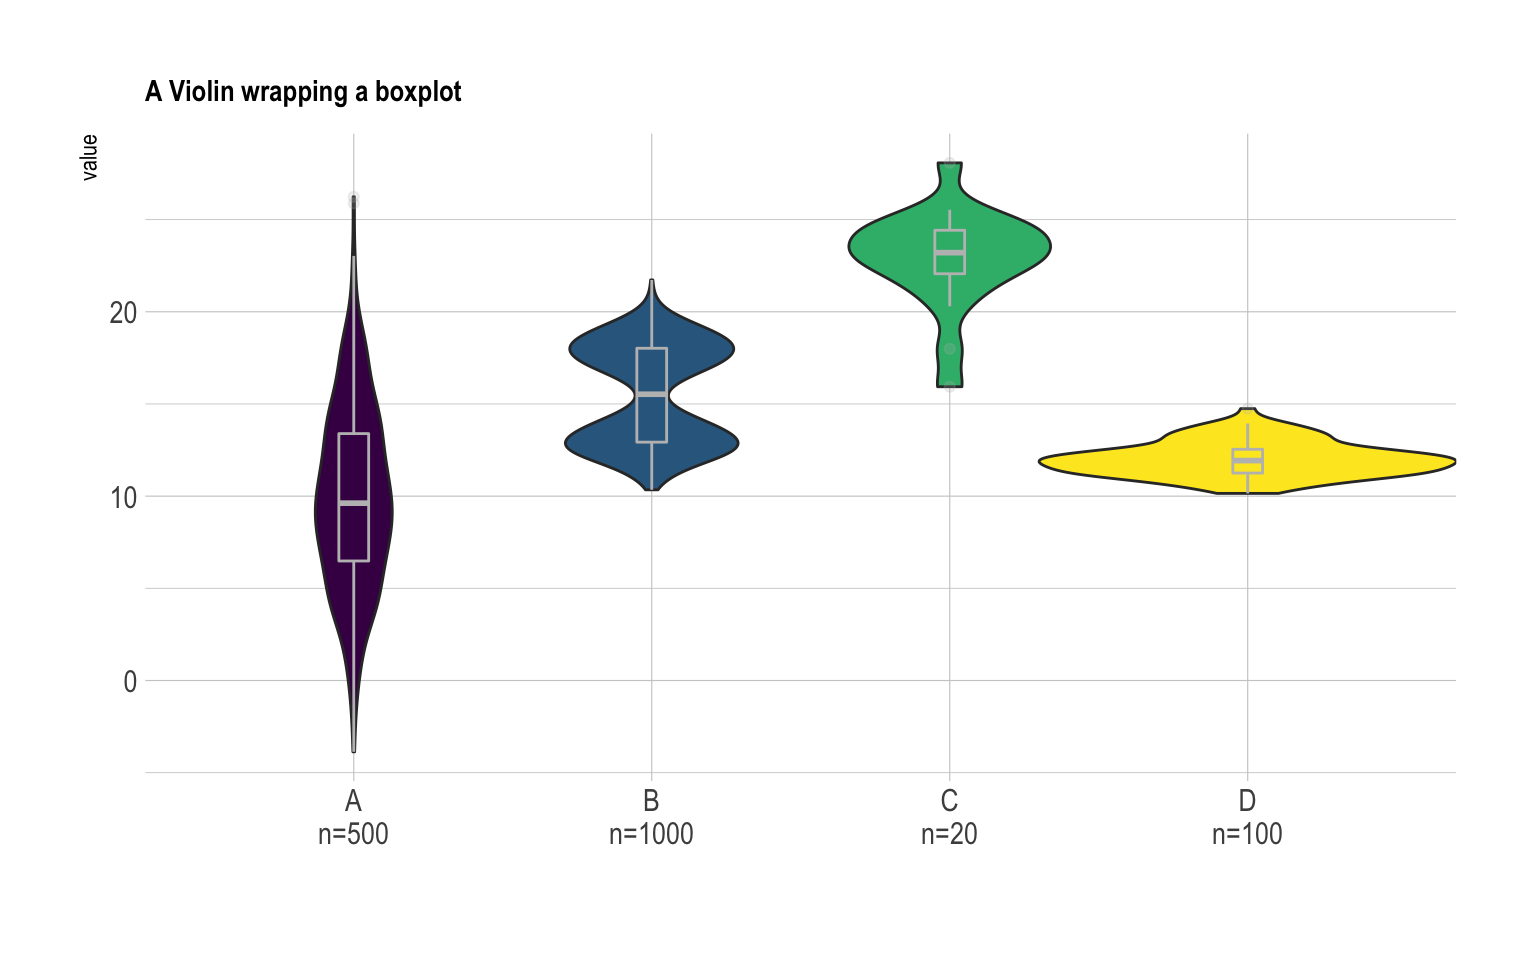 A Violin wrapping a boxplot
value
20
10
0
A
n=500
B
n=1000
C
n=20
D
n=100